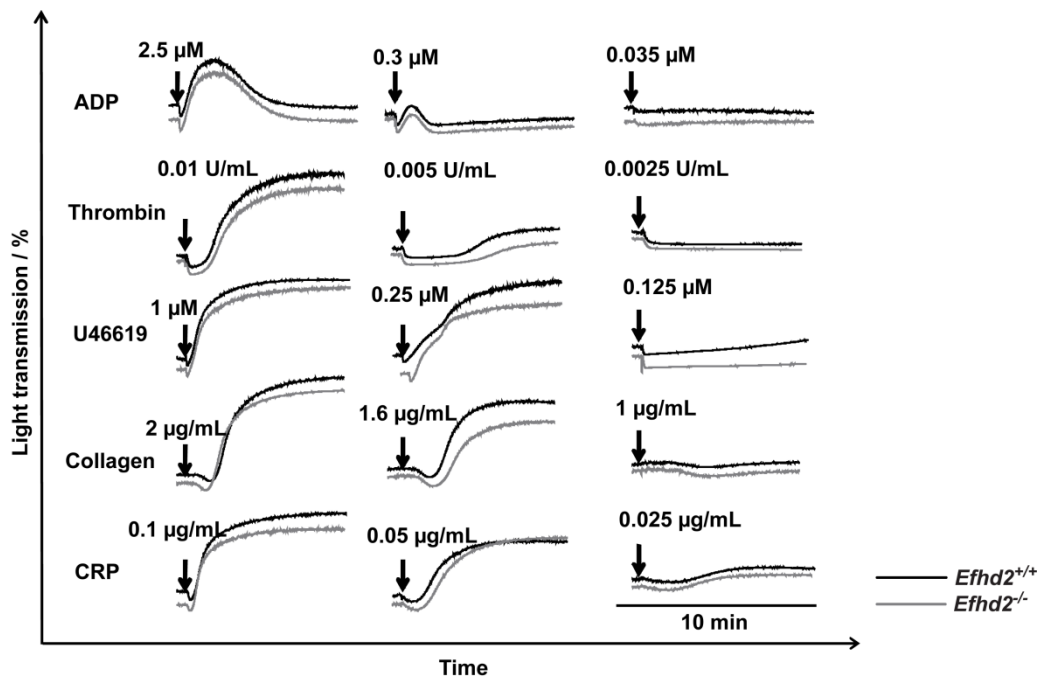 2.5 µM
0.3 µM
0.035 µM
ADP
0.01 U/mL
0.005 U/mL
0.0025 U/mL
Thrombin
1 µM
0.25 µM
0.125 µM
U46619
2 µg/mL
1.6 µg/mL
1 µg/mL
Collagen
0.1 µg/mL
0.05 µg/mL
0.025 µg/mL
CRP
Efhd2+/+
Efhd2-/-
10 min
Light transmission / %
Time